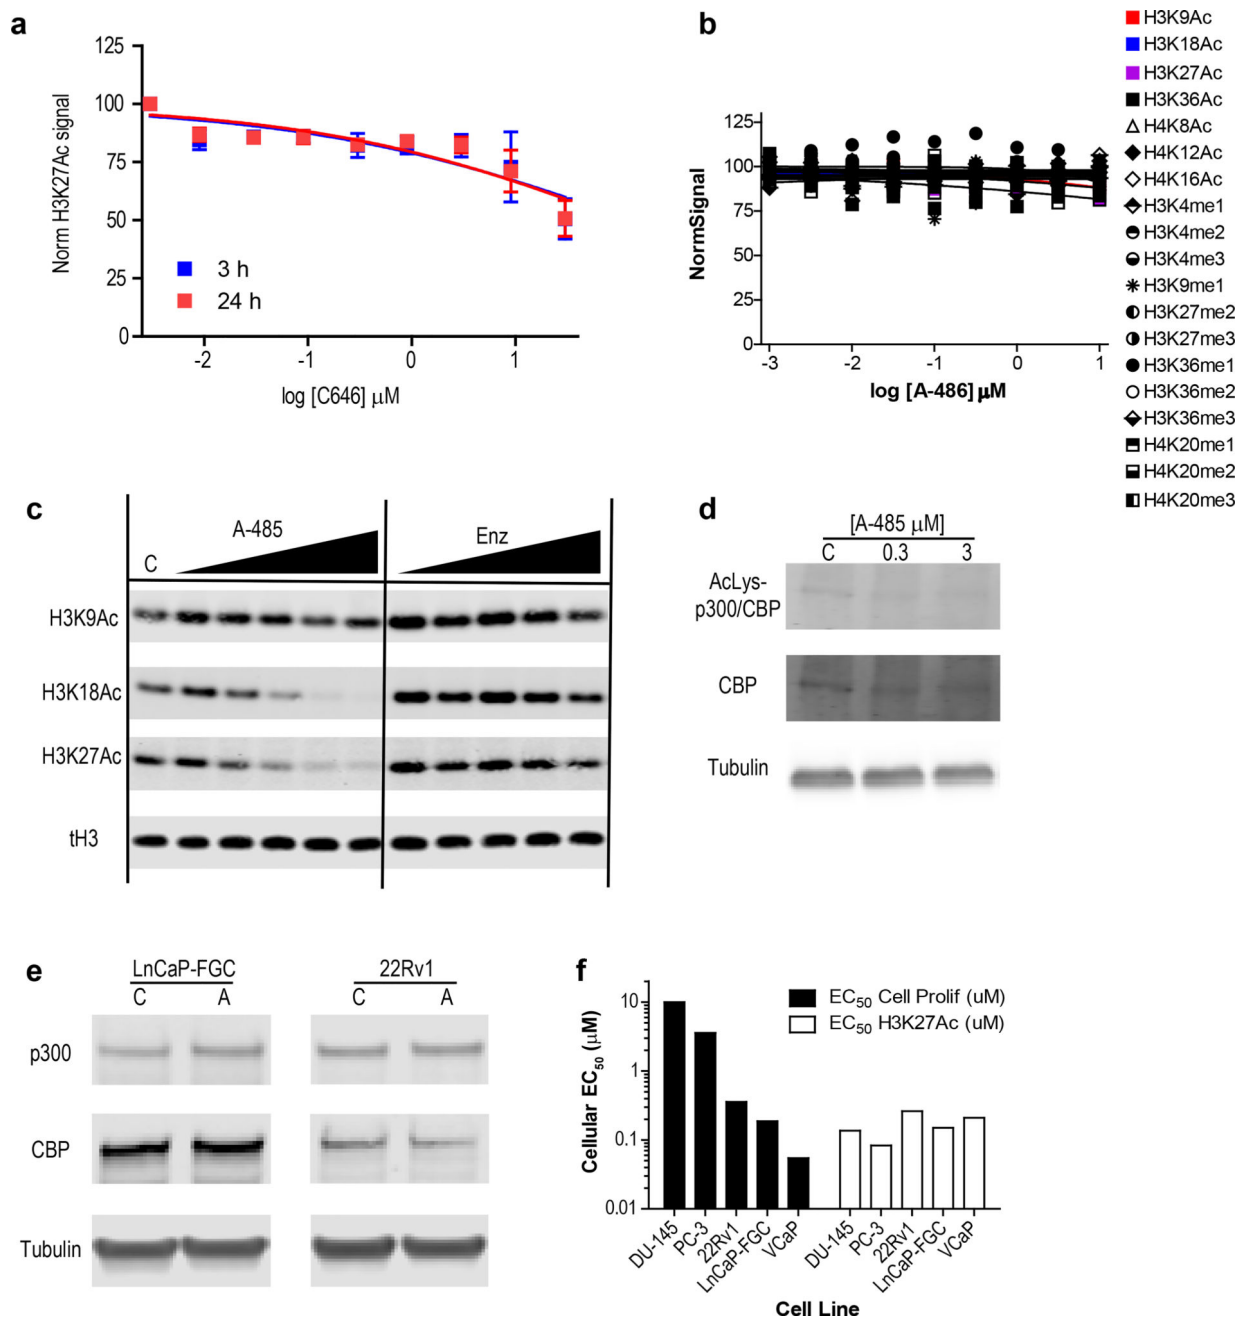 a
Norm H3K27Ac signal
125
100
75
50
25
0
3 h
24 h
-2
-1
0
1
log [C646] μM
b
NormSignal
125
100
75
50
25
0
-3
-2
-1
0
1
log [A-486] μM
H3K9Ac
H3K18Ac
H3K27Ac
H3K36Ac
H4K8Ac
H4K12Ac
H4K16Ac
H3K4me1
H3K4me2
H3K4me3
H3K9me1
H3K27me2
H3K27me3
H3K36me1
H3K36me2
H3K36me3
H4K20me1
H4K20me2
H4K20me3
c
C
A-485
Enz
H3K9Ac
H3K18Ac
H3K27Ac
tH3
d
[A-485 μM]
C 0.3 3
AcLys-
p300/CBP
CBP
Tubulin
e
LnCaP-FGC
C A
22Rv1
C A
p300
CBP
Tubulin
f
Cellular EC50 (μM)
10
1
0.1
0.01
EC50 Cell Prolif (uM)
EC50 H3K27Ac (uM)
DU-145
PC-3
22Rv1
LnCaP-FGC
VCaP
DU-145
PC-3
22Rv1
LnCaP-FGC
VCaP
Cell Line